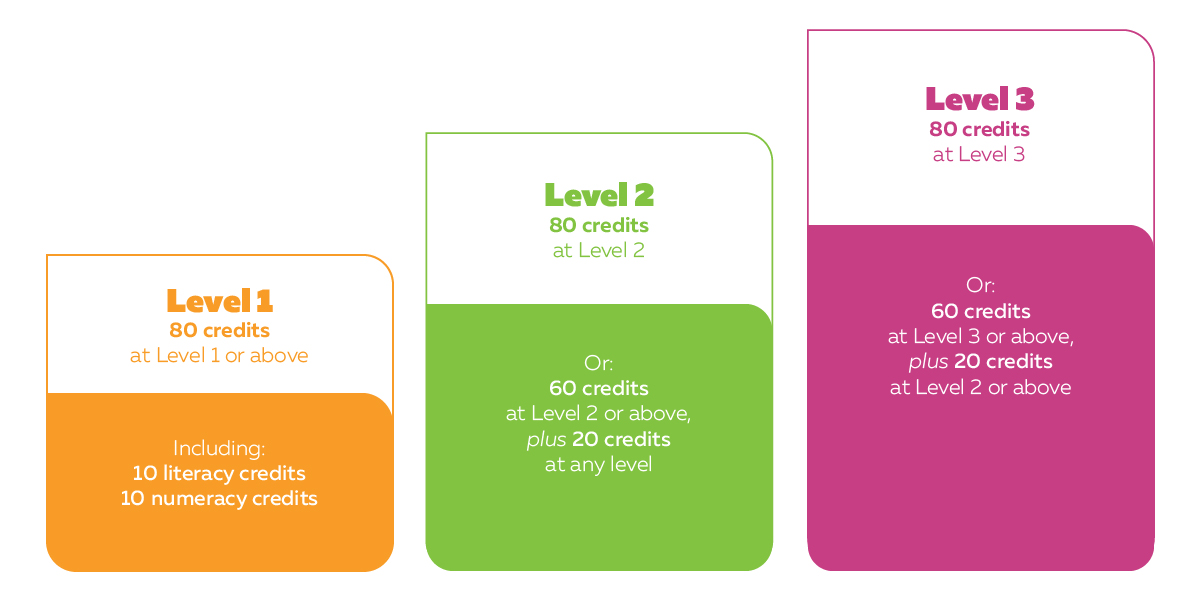 Level 1
80 credits
at Level 1 or above
Including:
10 literacy credits
10 numeracy credits
Level 2
80 credits
at Level 2
Or:
60 credits
at Level 2 or above,
plus 20 credits
at any level
Level 3
80 credits
at Level 3
Or:
60 credits
at Level 3 or above,
plus 20 credits
at Level 2 or above